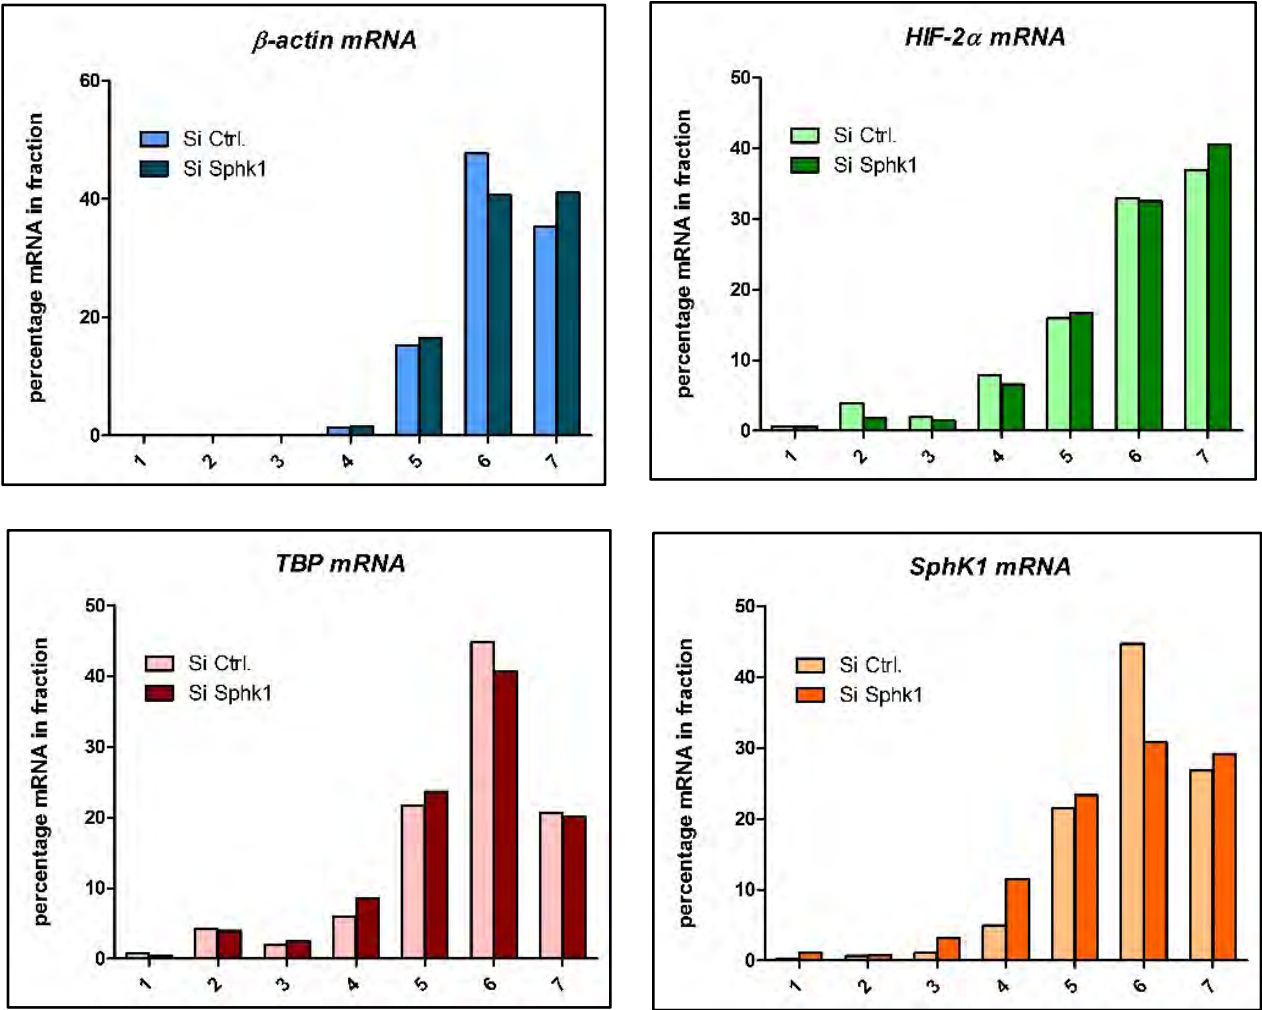 β-actin mRNA
percentage mRNA in fraction
60
40
20
0
Si Ctrl.
Si Sphk1
1 2 3 4 5 6 7
HIF-2α mRNA
percentage mRNA in fraction
50
40
30
20
10
0
Si Ctrl.
Si Sphk1
1 2 3 4 5 6 7
TBP mRNA
percentage mRNA in fraction
50
40
30
20
10
0
Si Ctrl.
Si Sphk1
1 2 3 4 5 6 7
SphK1 mRNA
percentage mRNA in fraction
50
40
30
20
10
0
Si Ctrl.
Si Sphk1
1 2 3 4 5 6 7